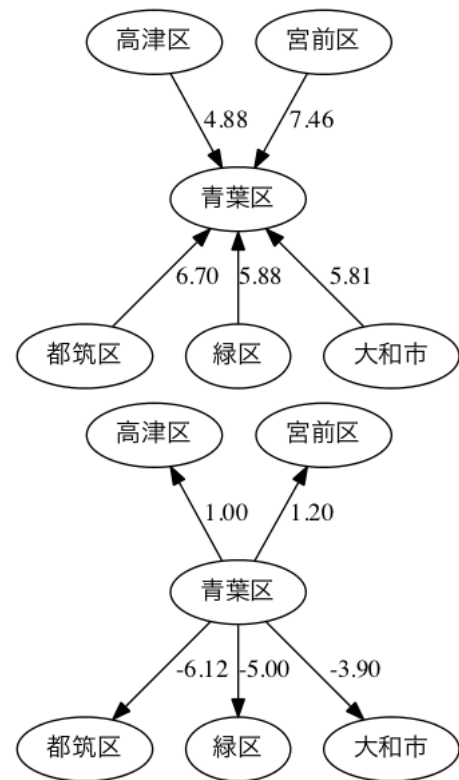 高津区 宮前区
4.88 7.46
青葉区
6.70 5.88 5.81
都筑区 緑区 大和市
高津区 宮前区
1.00 1.20
青葉区
-6.12 -5.00 -3.90
都筑区 緑区 大和市